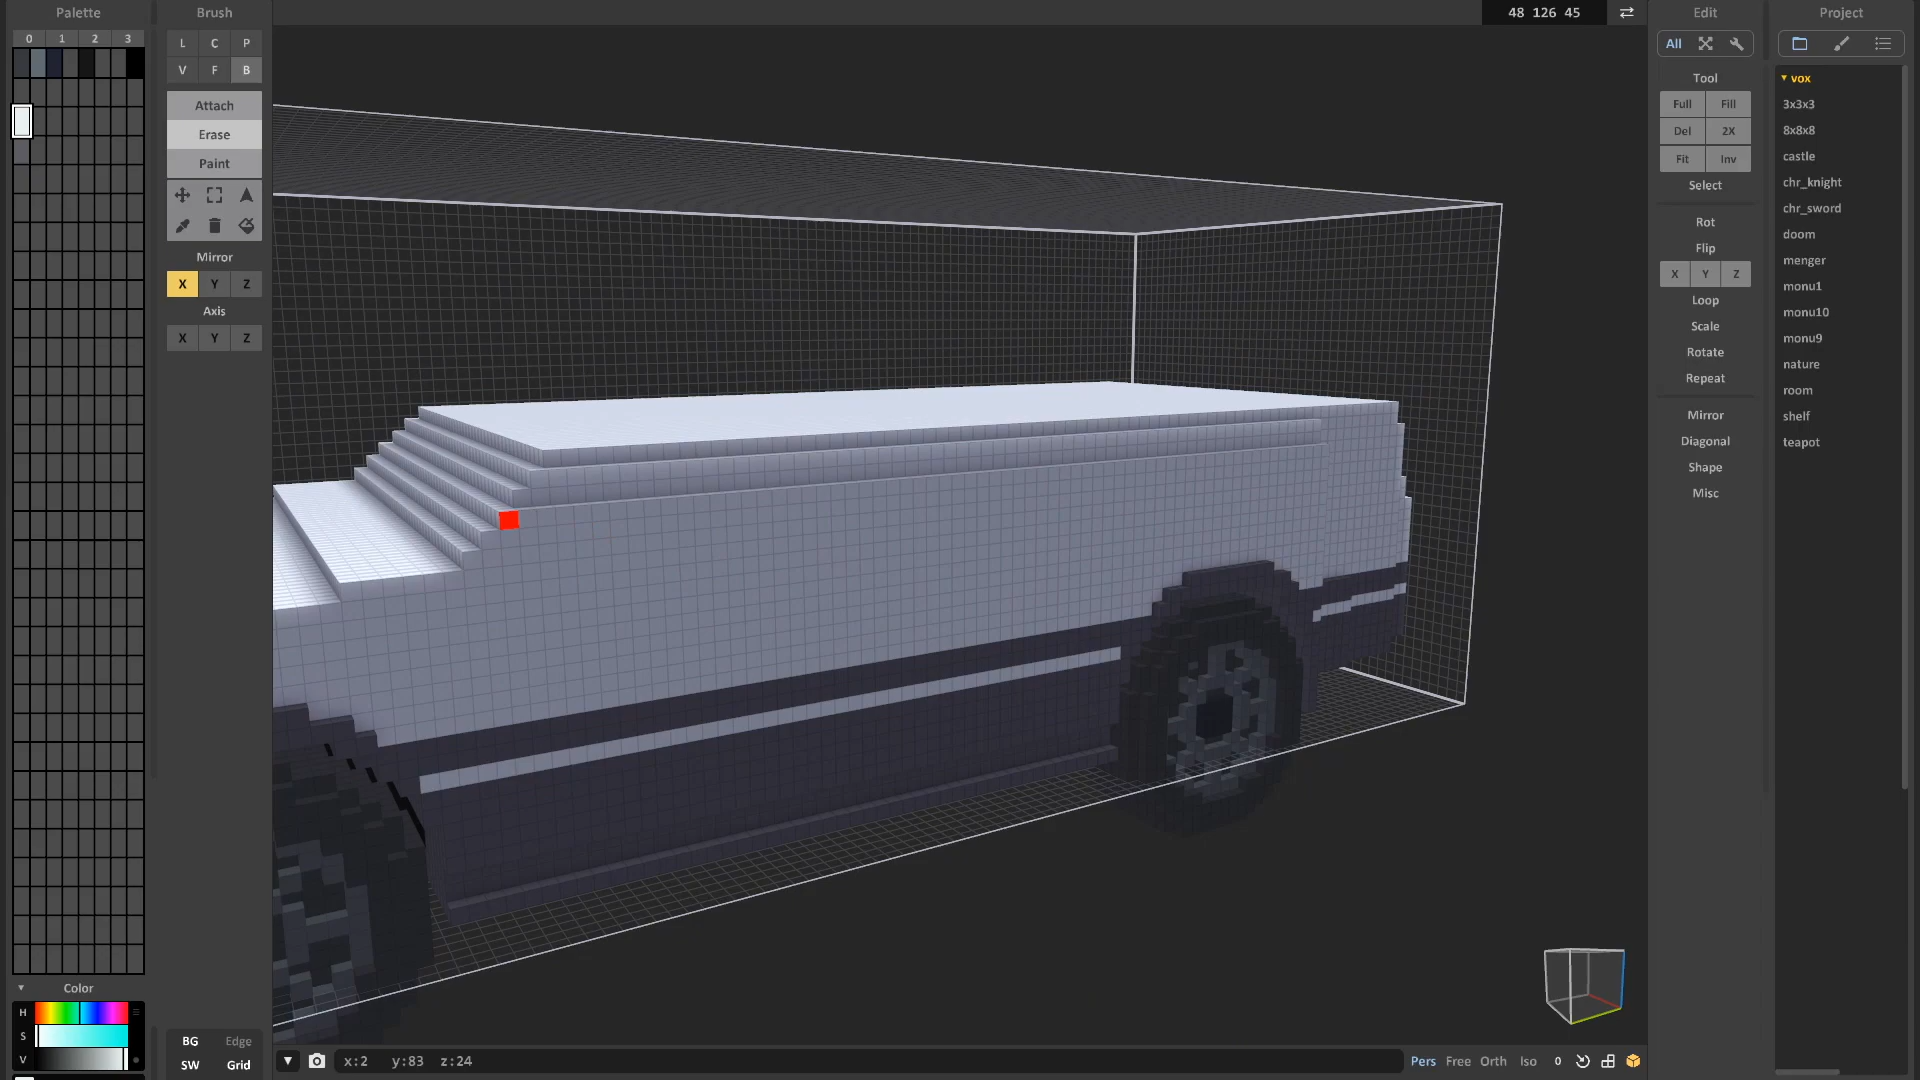 Palette
0 1 2 3
Color
H
S
V
Brush
L C P
V F B
Attach
Erase
Paint
Mirror
X Y Z
Axis
X Y Z
BG Edge
SW Grid
48 126 45
x:2 y:83 z:24
Pers Free Orth Iso 0
Edit
All
Tool
Full Fill
Del 2X
Fit Inv
Select
Rot
Flip
X Y Z
Loop
Scale
Rotate
Repeat
Mirror
Diagonal
Shape
Misc
Project
vox
3x3x3
8x8x8
castle
chr_knight
chr_sword
doom
menger
monu1
monu10
monu9
nature
room
shelf
teapot